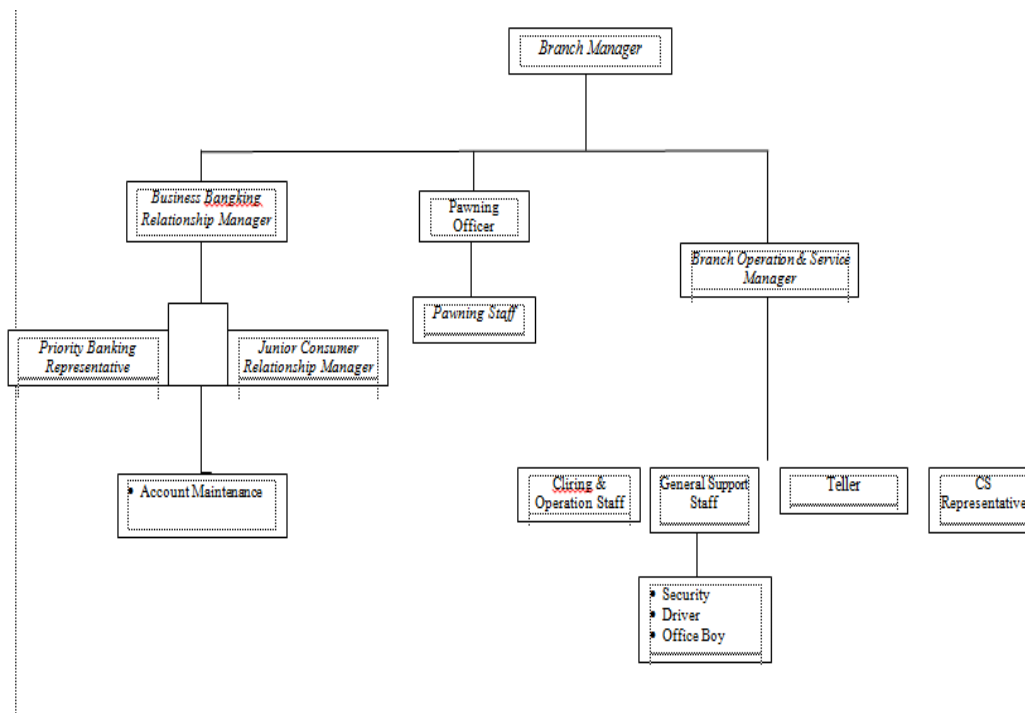 Branch Manager
Business Bangking
Relationship Manager
Pawning
Officer
Branch Operation & Service
Manager
Pawning Staff
Priority Banking
Representative
Junior Consumer
Relationship Manager
• Account Maintenance
Cliring &
Operation Staff
General Support
Staff
Teller
CS
Representative
• Security
• Driver
• Office Boy